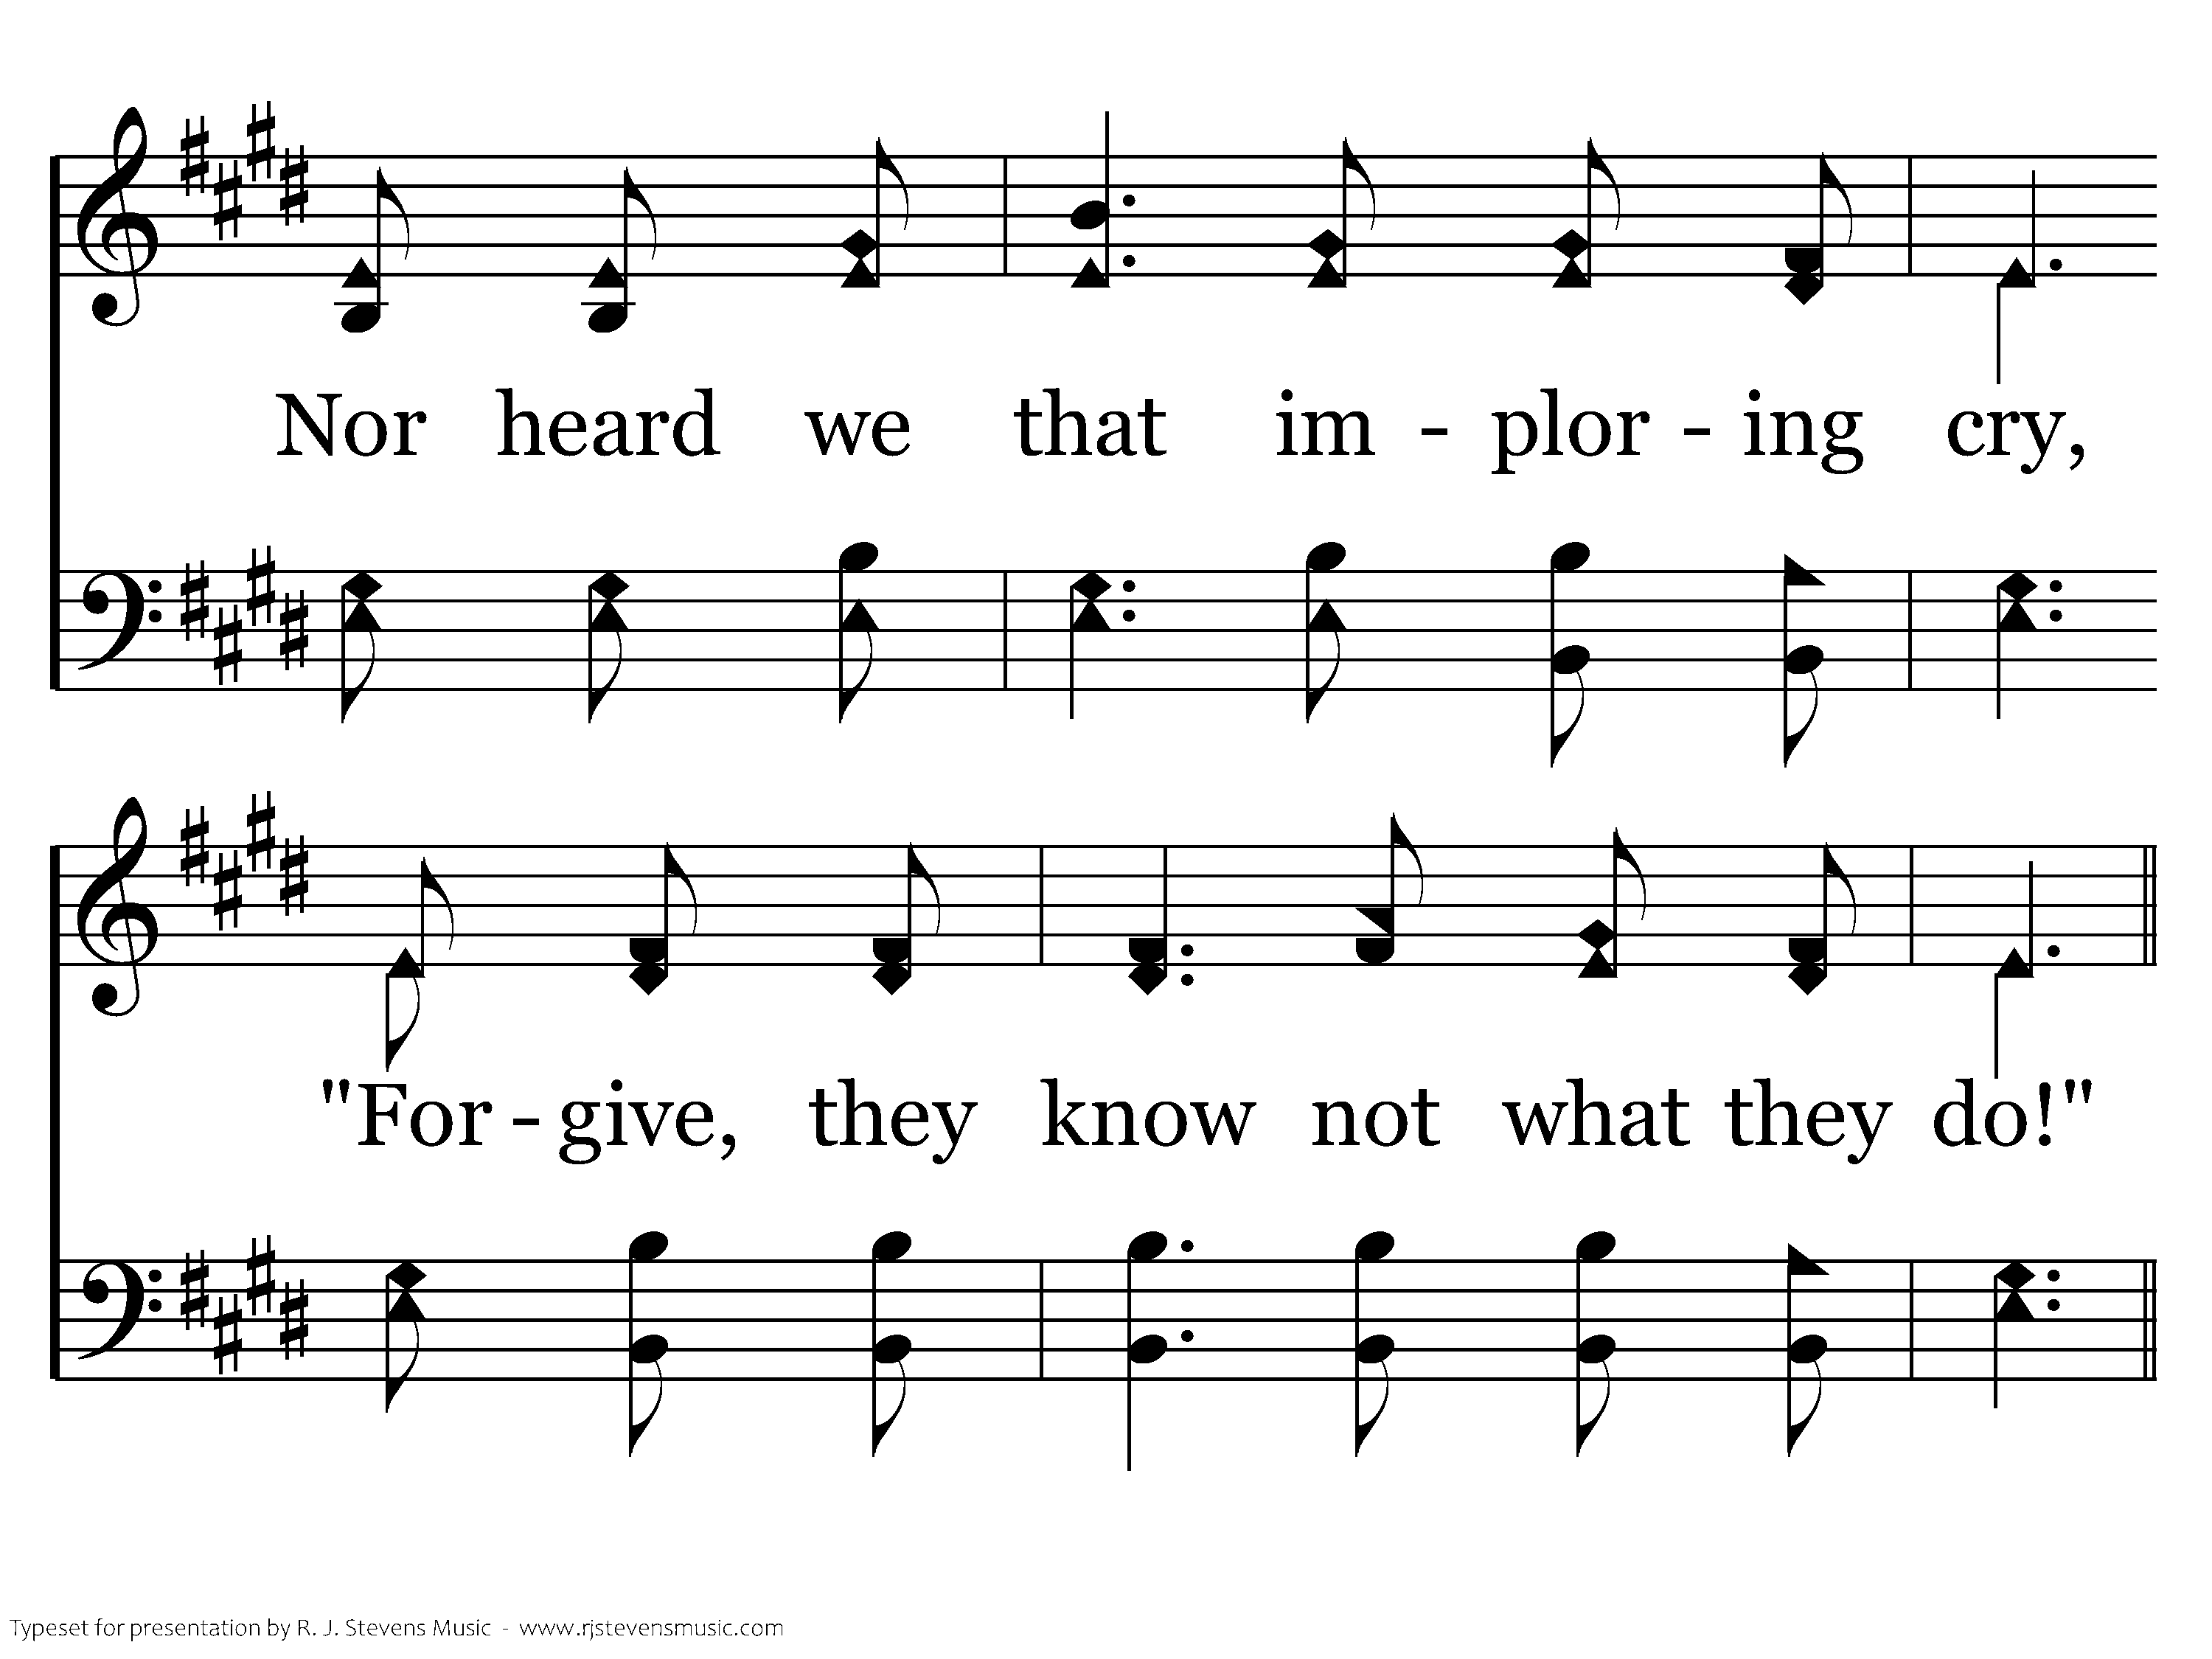 Nor heard we that im - plor - ing cry,
"For - give, they know not what they do!"
Typeset for presentation by R. J. Stevens Music - www.rjstevensmusic.com